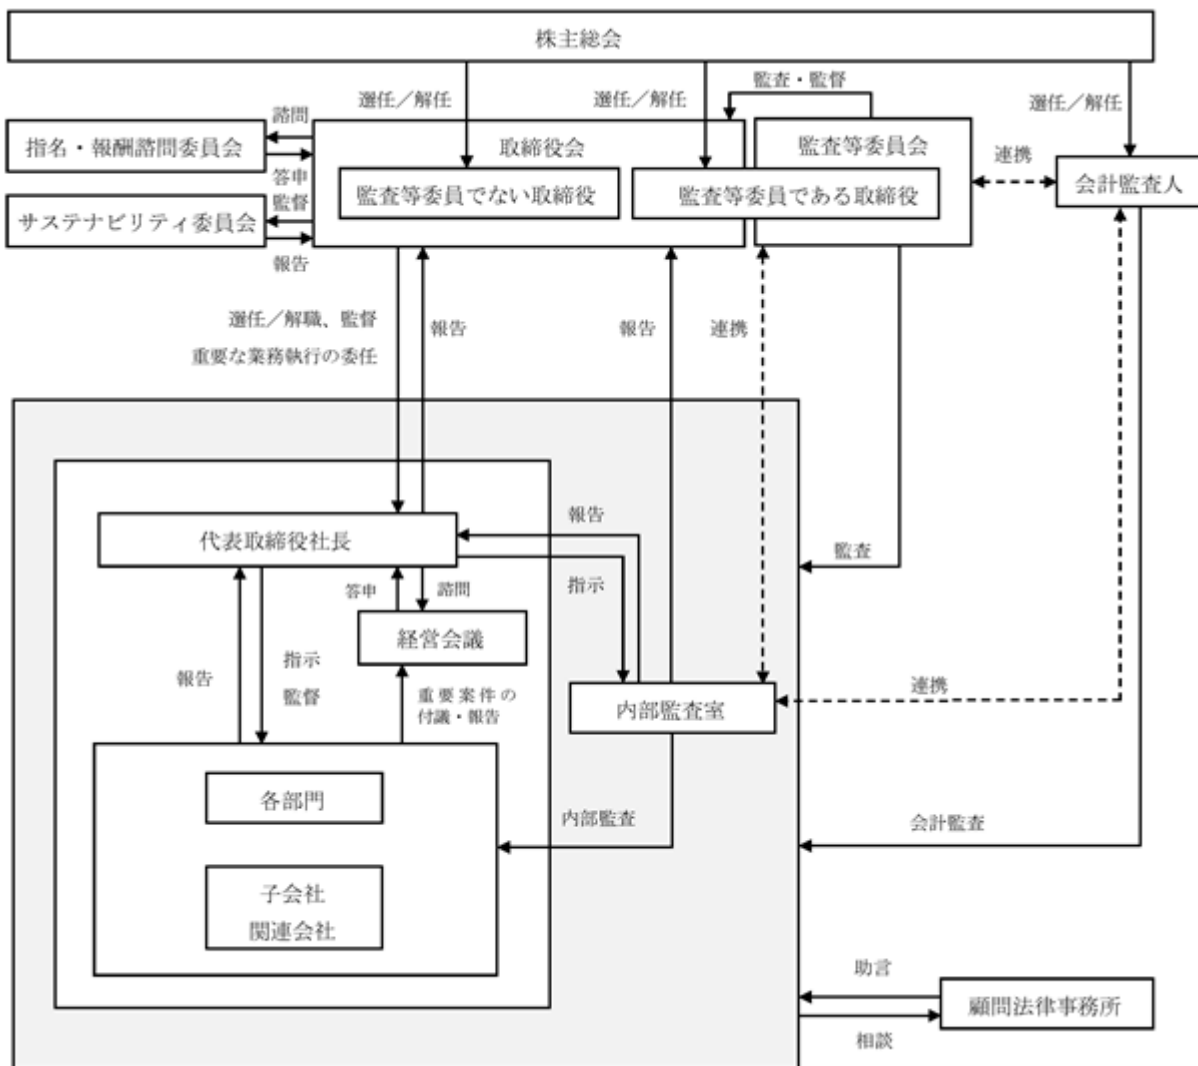 株主総会
選任／解任
選任／解任
監査・監督
選任／解任
諮問
指名・報酬諮問委員会
答申
取締役会
監査等委員会
連携
会計監査人
監査等委員でない取締役
監査等委員である取締役
監督
サステナビリティ委員会
報告
選任／解職、監督
重要な業務執行の委任
報告
報告
連携
代表取締役社長
報告
監査
答申
諮問
指示
経営会議
報告
指示
監督
重要案件の
付議・報告
内部監査室
連携
各部門
内部監査
会計監査
子会社
関連会社
助言
顧問法律事務所
相談